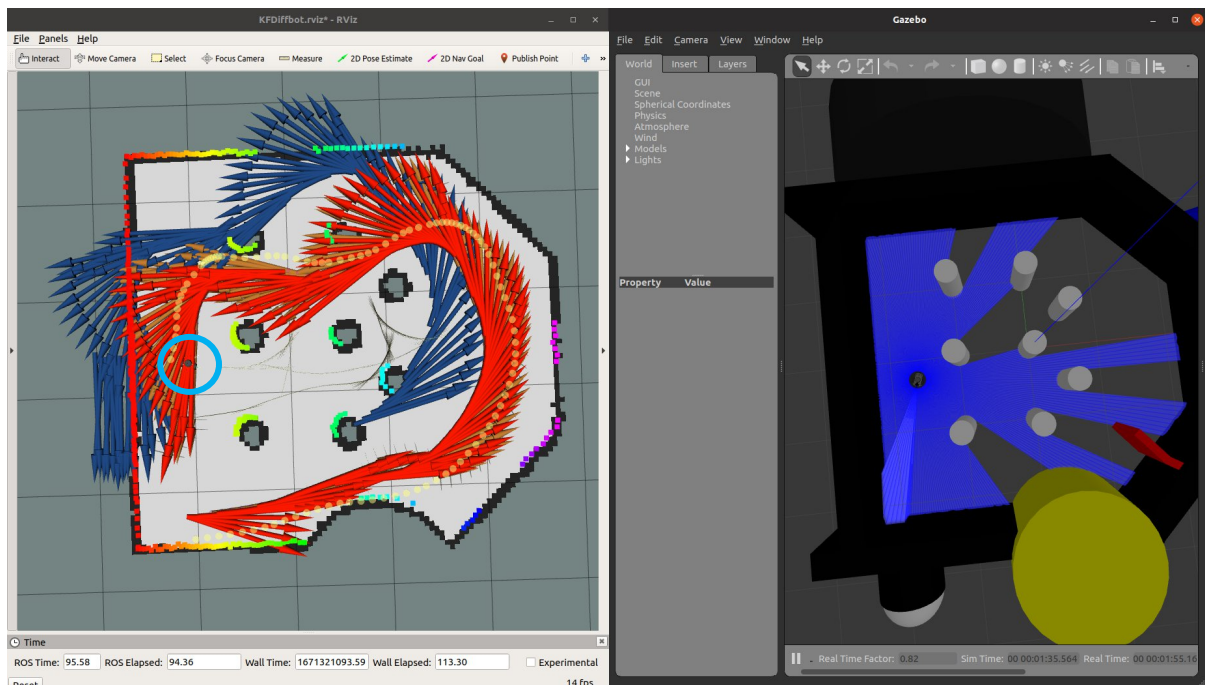 KFDiffbot.rviz* - RViz
File Panels Help
Interact Move Camera Select Focus Camera Measure 2D Pose Estimate 2D Nav Goal Publish Point »
Time
ROS Time: 95.58 ROS Elapsed: 94.36 Wall Time: 1671321093.59 Wall Elapsed: 113.30 Experimental
Reset 14 fps
Gazebo
File Edit Camera View Window Help
World Insert Layers
GUI
Scene
Spherical Coordinates
Physics
Atmosphere
Wind
Models
Lights
Property Value
Real Time Factor: 0.82 Sim Time: 00 00:01:35.564 Real Time: 00 00:01:55.16